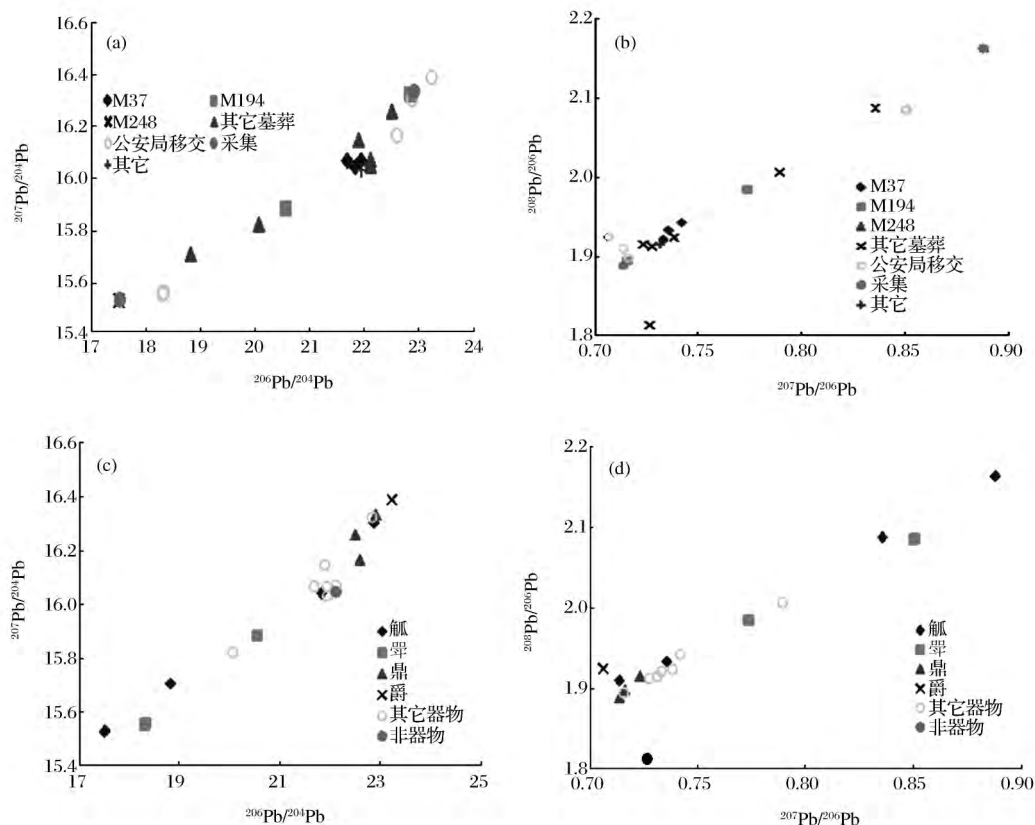 (a)
16.6
16.4
16.2
16.0
15.8
15.6
15.4
²⁰⁷Pb/²⁰⁴Pb
M37
M194
M248
其它墓葬
公安局移交
采集
其它
17 18 19 20 21 22 23 24
²⁰⁶Pb/²⁰⁴Pb
(b)
2.2
2.1
2.0
1.9
1.8
²⁰⁸Pb/²⁰⁶Pb
M37
M194
M248
其它墓葬
公安局移交
采集
其它
0.70 0.75 0.80 0.85 0.90
²⁰⁷Pb/²⁰⁶Pb
(c)
16.6
16.4
16.2
16.0
15.8
15.6
15.4
²⁰⁷Pb/²⁰⁴Pb
觚
斝
鼎
爵
其它器物
非器物
17 19 21 23 25
²⁰⁶Pb/²⁰⁴Pb
(d)
2.2
2.1
2.0
1.9
1.8
²⁰⁸Pb/²⁰⁶Pb
觚
斝
鼎
爵
其它器物
非器物
0.70 0.75 0.80 0.85 0.90
²⁰⁷Pb/²⁰⁶Pb